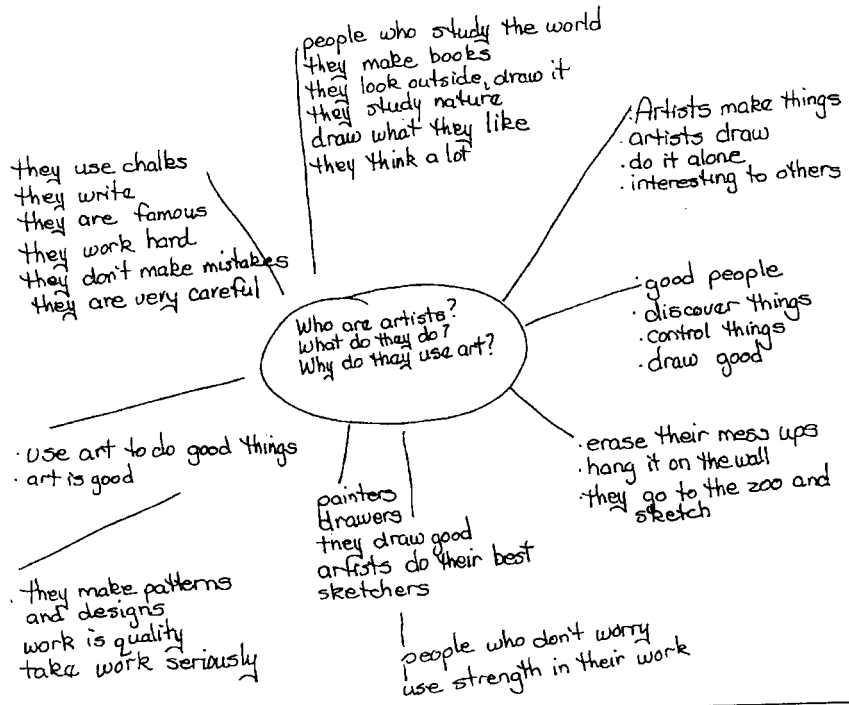 people who study the world
they make books
they look outside, draw it
they study nature
draw what they like
they think a lot
. Artists make things
. artists draw
. do it alone
. interesting to others
they use chalks
they write
they are famous
they work hard
they don't make mistakes
they are very careful
Who are artists?
What do they do?
Why do they use art?
. good people
. discover things
. control things
. draw good
. erase their mess ups
. hang it on the wall
. they go to the zoo and
sketch
. use art to do good things
. art is good
painters
drawers
they draw good
artists do their best
sketchers
. they make patterns
and designs
work is quality
take work seriously
people who don't worry
use strength in their work